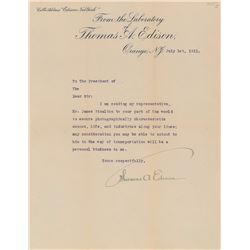 Cable Address "Edison, New York"
From the Laboratory
of
Thomas A. Edison,
Orange, N.J. July 1st, 1911.
To the President of
The
Dear Sir:
I am sending my representative,
Mr. James Ricalton to your part of the world
to secure photographically characteristic
scenes, life, and industries along your lines;
any consideration you may be able to extend to
him in the way of transportation will be a
personal kindness to me.
Yours respectfully,
Thomas A Edison